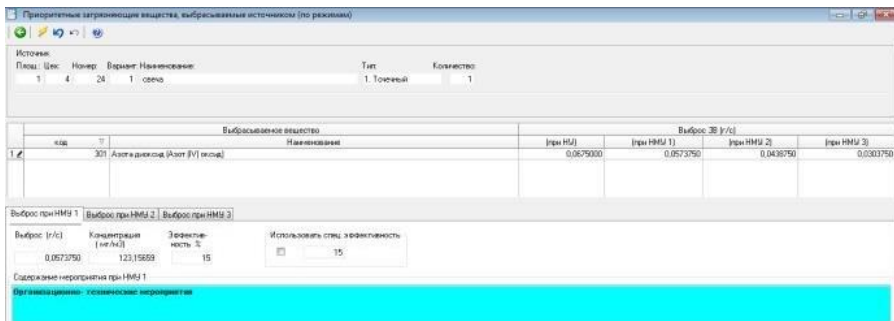 Приоритетные загрязняющие вещества, выбрасываемые источником (по режимам)
Источник
Площ.: Цех: Номер: Вариант: Наименование: Тип: Количество:
1 4 24 1 свеча 1. Точечный 1
Выбрасываемое вещество Выброс ЗВ (г/с)
код Наименование (при НУ) (при НМУ 1) (при НМУ 2) (при НМУ 3)
1 301 Азота диоксид (Азот (IV) оксид) 0,0675000 0,0573750 0,0438750 0,0303750
Выброс при НМУ 1 Выброс при НМУ 2 Выброс при НМУ 3
Выброс (г/с) Концентрация (мг/м3) Эффектив-ность % Использовать спец. эффективность
0,0573750 123,15659 15 15
Содержание мероприятия при НМУ 1
Организационно- технические мероприятия